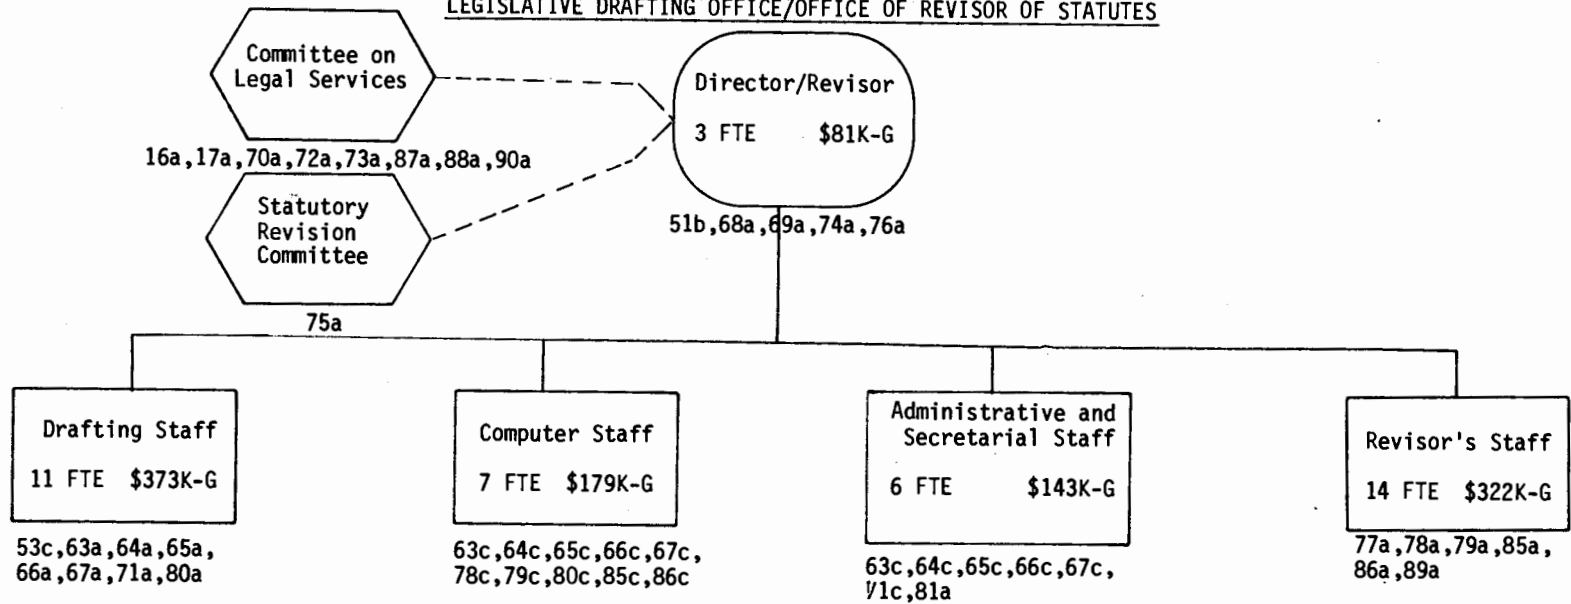 LEGISLATIVE DRAFTING OFFICE/OFFICE OF REVISOR OF STATUTES
Committee on
Legal Services
16a,17a,70a,72a,73a,87a,88a,90a
Director/Revisor
3 FTE $81K-G
51b,68a,69a,74a,76a
Statutory
Revision
Committee
75a
Drafting Staff
11 FTE $373K-G
53c,63a,64a,65a,
66a,67a,71a,80a
Computer Staff
7 FTE $179K-G
63c,64c,65c,66c,67c,
78c,79c,80c,85c,86c
Administrative and
Secretarial Staff
6 FTE $143K-G
63c,64c,65c,66c,67c,
71c,81a
Revisor's Staff
14 FTE $322K-G
77a,78a,79a,85a,
86a,89a